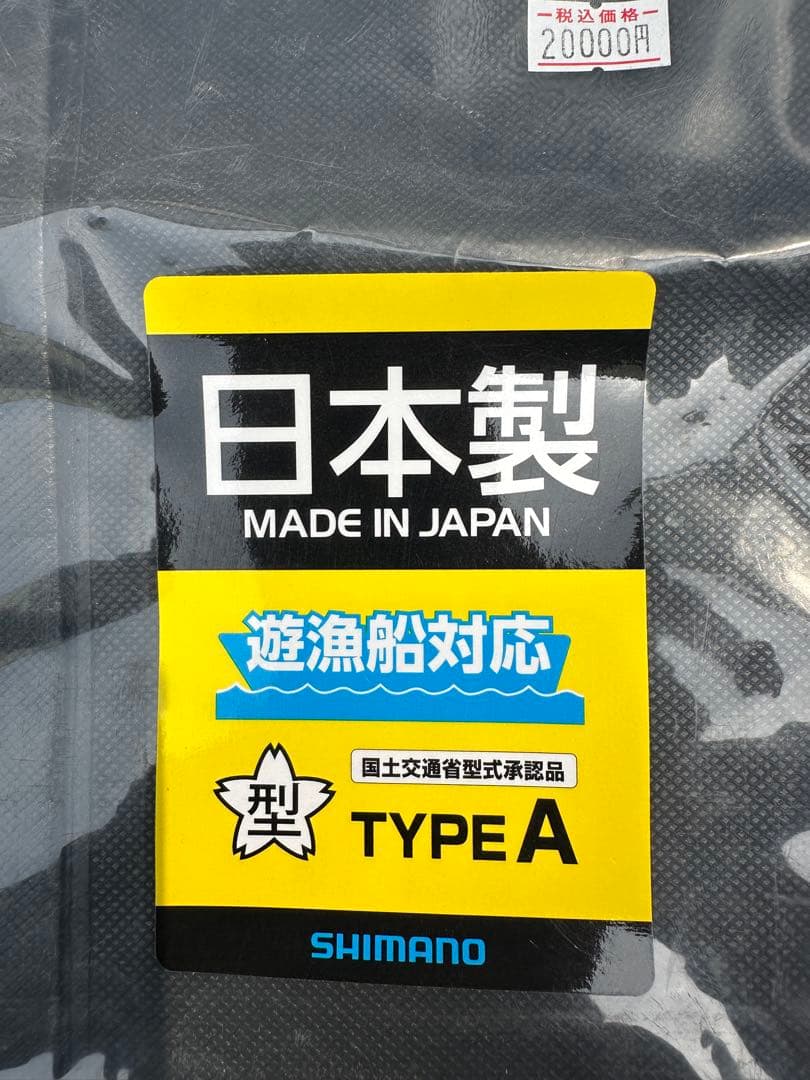 税込価格
20000円
日本製
MADE IN JAPAN
遊漁船対応
型
国土交通省型式承認品
TYPE A
SHIMANO